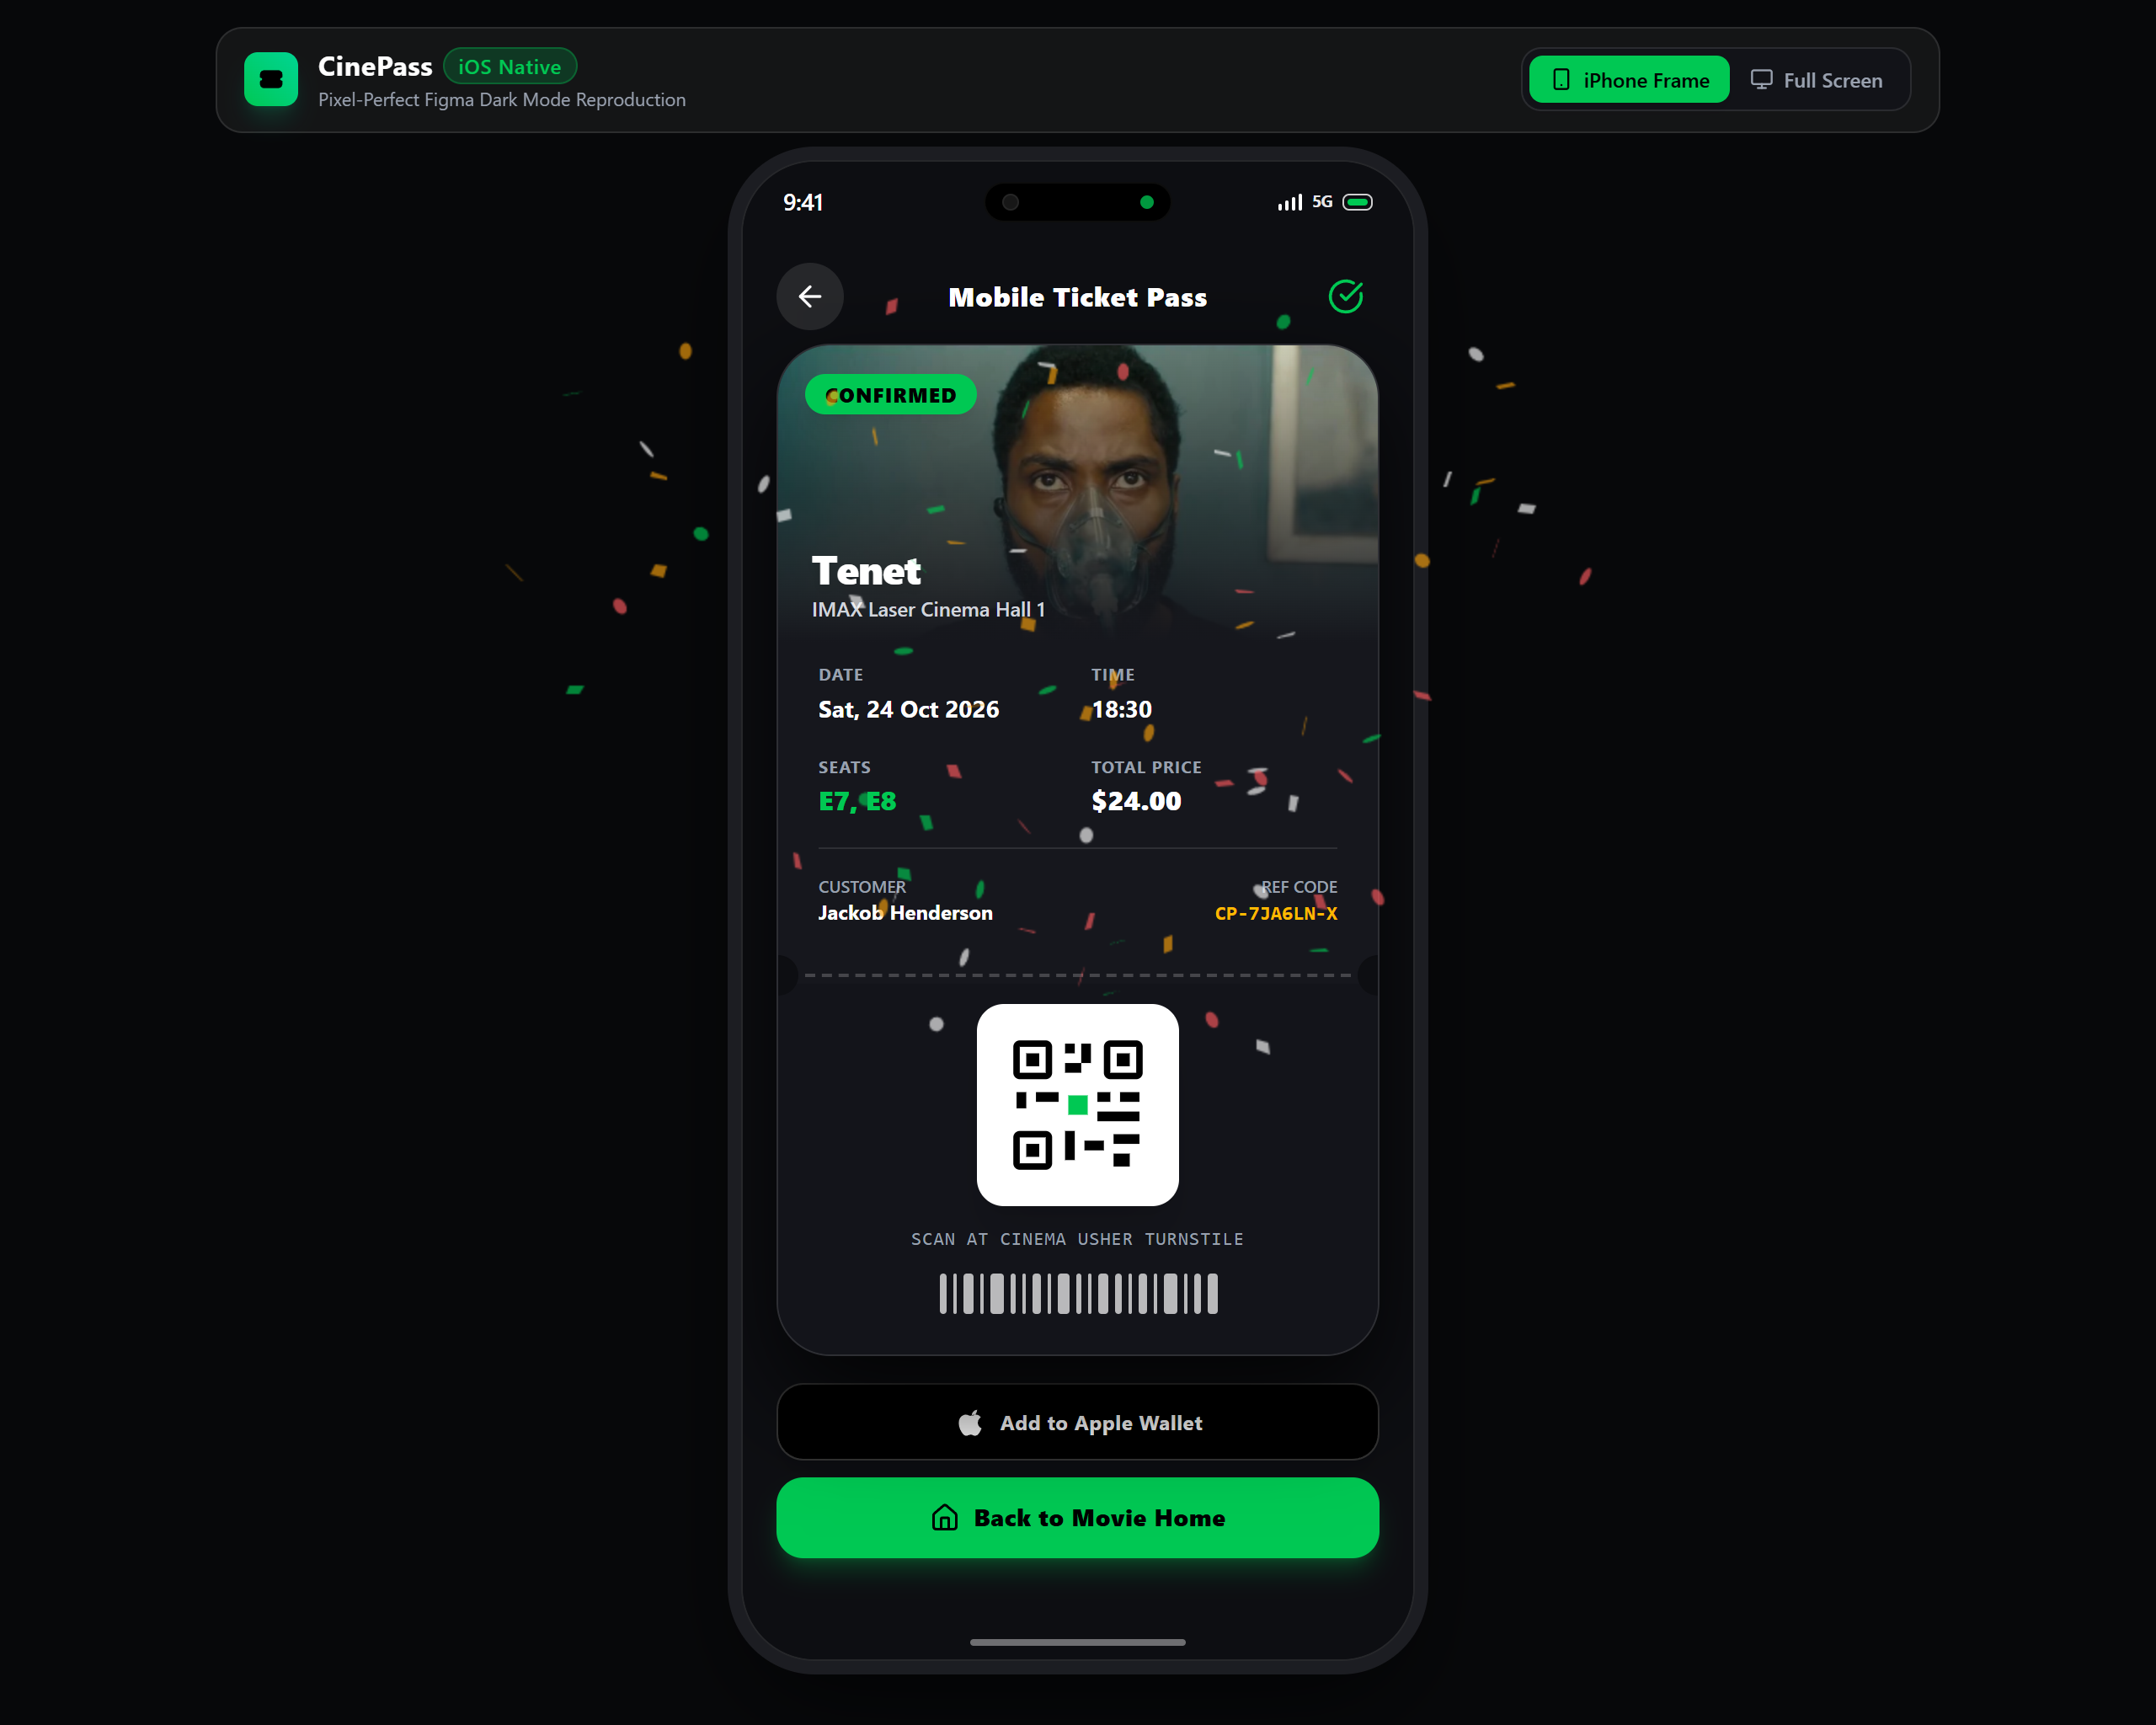 CinePass iOS Native
Pixel-Perfect Figma Dark Mode Reproduction
iPhone Frame Full Screen
9:41 5G
Mobile Ticket Pass
CONFIRMED
Tenet
IMAX Laser Cinema Hall 1
DATE TIME
Sat, 24 Oct 2026 18:30
SEATS TOTAL PRICE
E7, E8 $24.00
CUSTOMER REF CODE
Jackob Henderson CP-7JA6LN-X
SCAN AT CINEMA USHER TURNSTILE
Add to Apple Wallet
Back to Movie Home